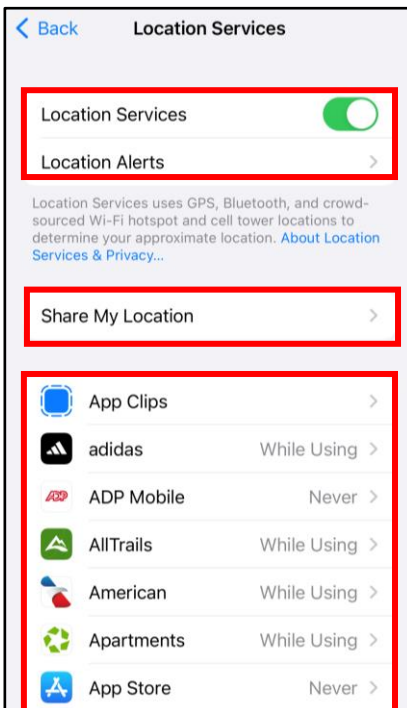 Back Location Services
Location Services
Location Alerts
Location Services uses GPS, Bluetooth, and crowd-
sourced Wi-Fi hotspot and cell tower locations to
determine your approximate location. About Location
Services & Privacy...
Share My Location
App Clips
adidas While Using
ADP ADP Mobile Never
AllTrails While Using
American While Using
Apartments While Using
App Store Never